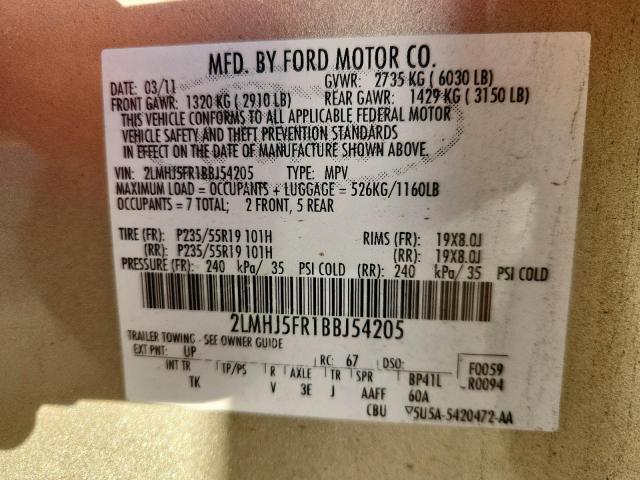 MFD. BY FORD MOTOR CO.
DATE: 03/11 GVWR: 2735 KG ( 6030 LB)
FRONT GAWR: 1320 KG ( 2910 LB) REAR GAWR: 1429 KG ( 3150 LB)
THIS VEHICLE CONFORMS TO ALL APPLICABLE FEDERAL MOTOR
VEHICLE SAFETY AND THEFT PREVENTION STANDARDS
IN EFFECT ON THE DATE OF MANUFACTURE SHOWN ABOVE.
VIN: 2LMHJ5FR1BBJ54205 TYPE: MPV
MAXIMUM LOAD = OCCUPANTS + LUGGAGE = 526KG/1160LB
OCCUPANTS = 7 TOTAL; 2 FRONT, 5 REAR
TIRE (FR): P235/55R19 101H RIMS (FR): 19X8.0J
(RR): P235/55R19 101H (RR): 19X8.0J
PRESSURE (FR): 240 kPa/ 35 PSI COLD (RR): 240 kPa/ 35 PSI COLD
2LMHJ5FR1BBJ54205
TRAILER TOWING - SEE OWNER GUIDE
EXT PNT: UP RC: 67 DSO: F0059
INT TR TP/PS R AXLE TR SPR BP41L R0094
TK V 3E J AAFF 60A
CBU 5U5A-5420472-AA